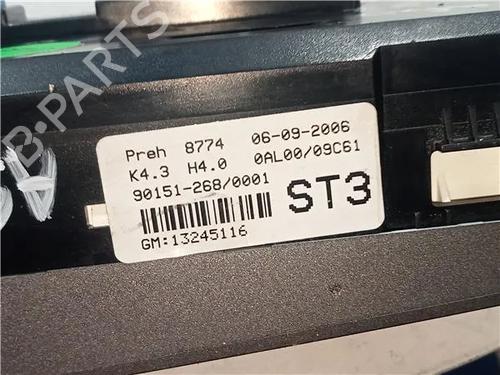 B-PARTS
Preh 8774 06-09-2006
K4.3 H4.0 0AL00/09C61
90151-268/0001
ST3
GM:13245116